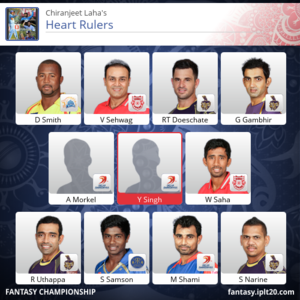 Chiranjeet Laha's
Heart Rulers
D Smith
V Sehwag
RT Doeschate
G Gambhir
A Morkel
Y Singh
W Saha
R Uthappa
S Samson
M Shami
S Narine
FANTASY CHAMPIONSHIP
fantasy.iplt20.com